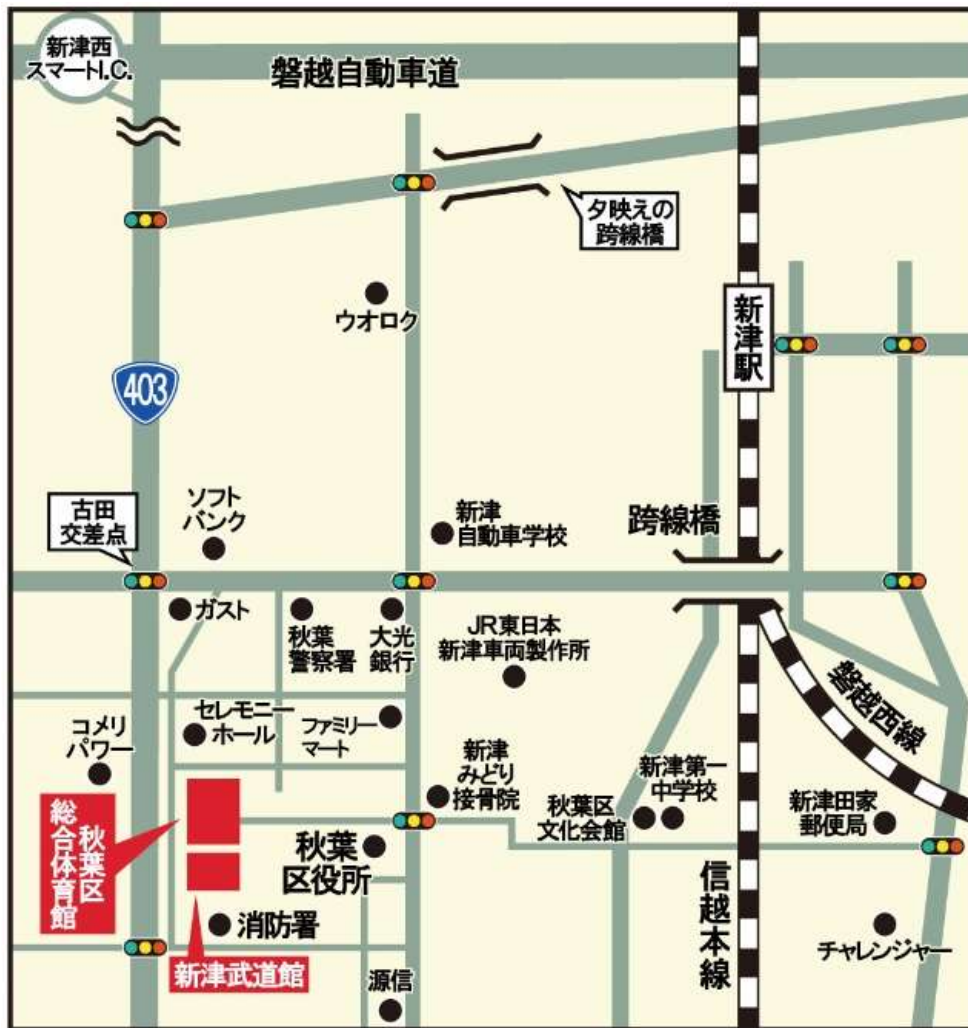 新津西
スマートI.C.
磐越自動車道
夕映えの
跨線橋
ウオロク
新津駅
403
古田
交差点
ソフト
バンク
新津
自動車学校
跨線橋
ガスト
秋葉
警察署
大光
銀行
JR東日本
新津車両製作所
磐越西線
コメリ
パワー
セレモニー
ホール
ファミリー
マート
新津
みどり
接骨院
新津第一
中学校
秋葉区
文化会館
新津田家
郵便局
秋葉区
総合体育館
秋葉
区役所
信越本線
消防署
チャレンジャー
新津武道館
源信